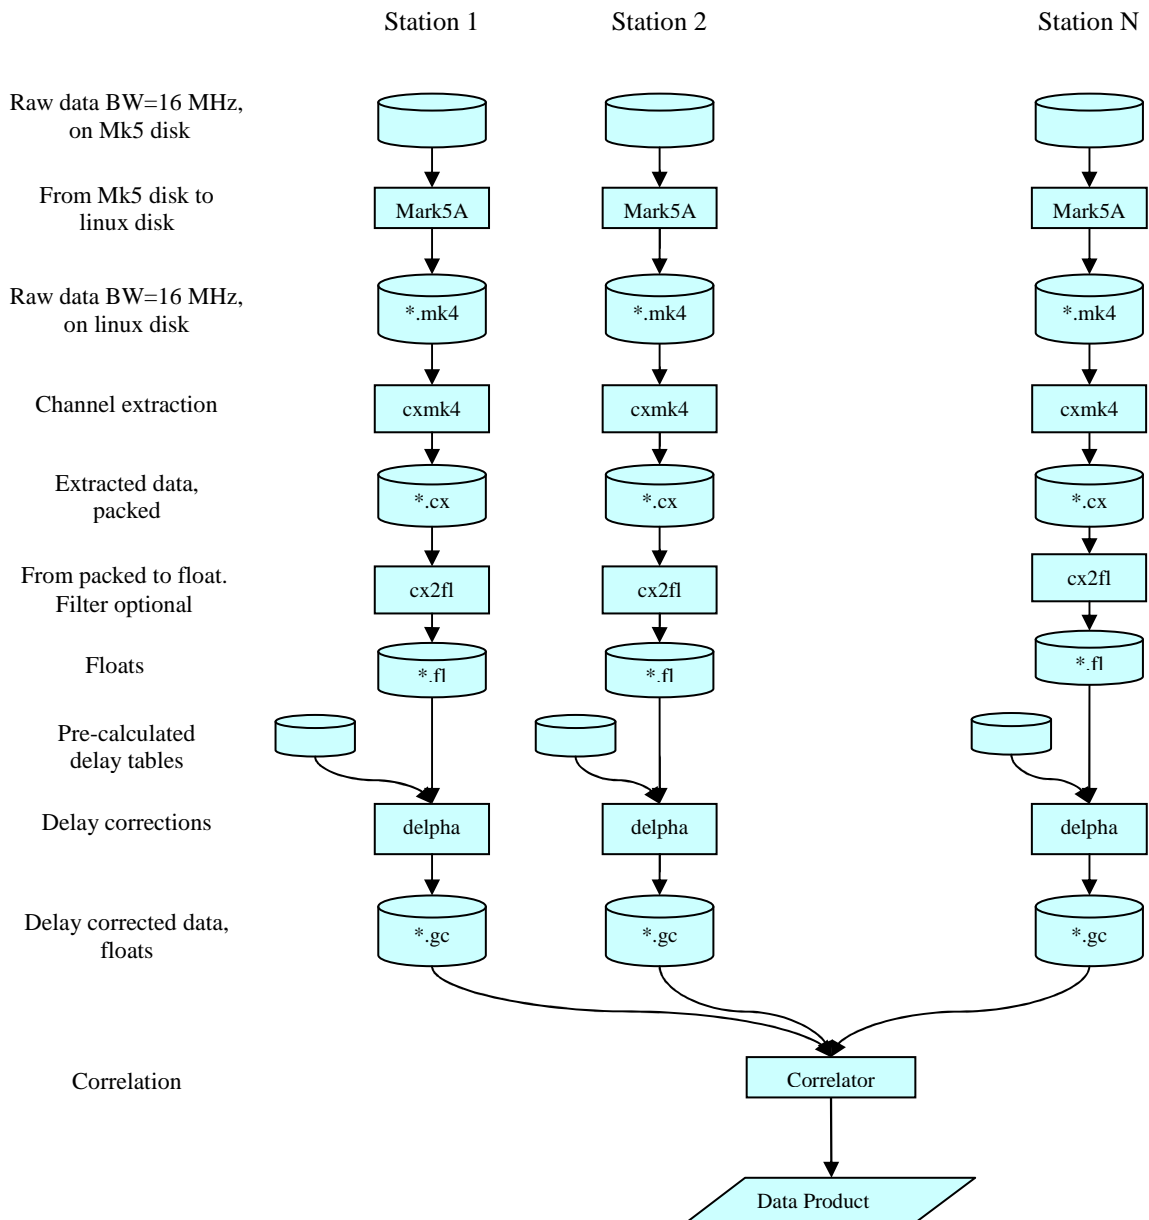 Station 1 Station 2 Station N
Raw data BW=16 MHz,
on Mk5 disk
From Mk5 disk to
linux disk
Mark5A Mark5A Mark5A
Raw data BW=16 MHz,
on linux disk
*.mk4 *.mk4 *.mk4
Channel extraction
cxmk4 cxmk4 cxmk4
Extracted data,
packed
*.cx *.cx *.cx
From packed to float.
Filter optional
cx2fl cx2fl cx2fl
Floats
*.fl *.fl *.fl
Pre-calculated
delay tables
Delay corrections
delpha delpha delpha
Delay corrected data,
floats
*.gc *.gc *.gc
Correlation
Correlator
Data Product